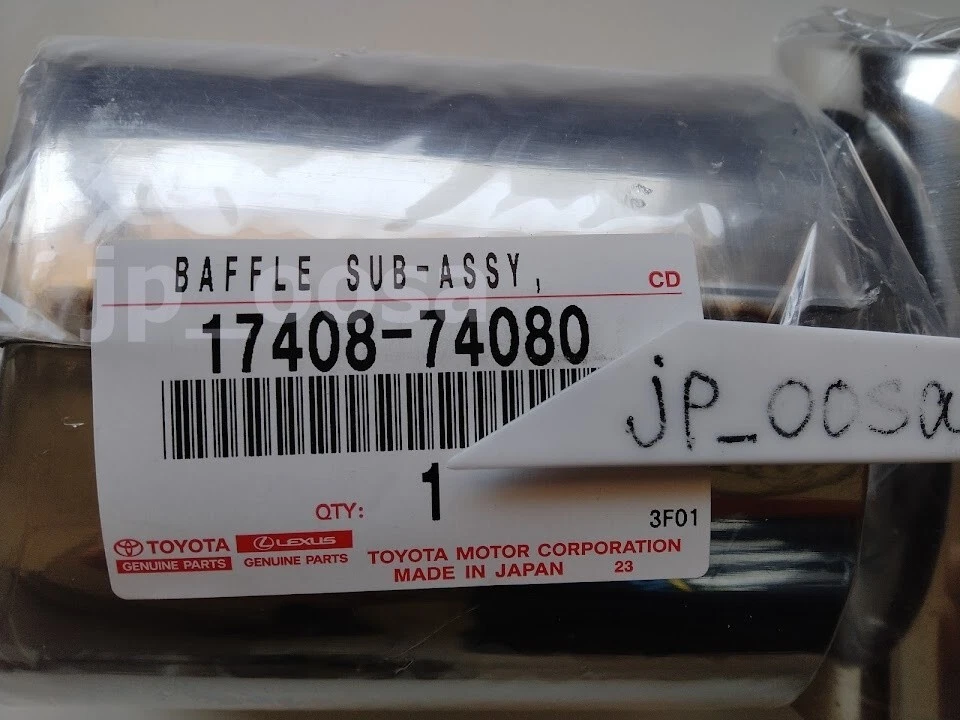 BAFFLE SUB-ASSY,
CD
jp_oosa
17408-74080
jp_oosa
1
QTY:
3F01
TOYOTA
GENUINE PARTS
LEXUS
GENUINE PARTS
TOYOTA MOTOR CORPORATION
MADE IN JAPAN 23